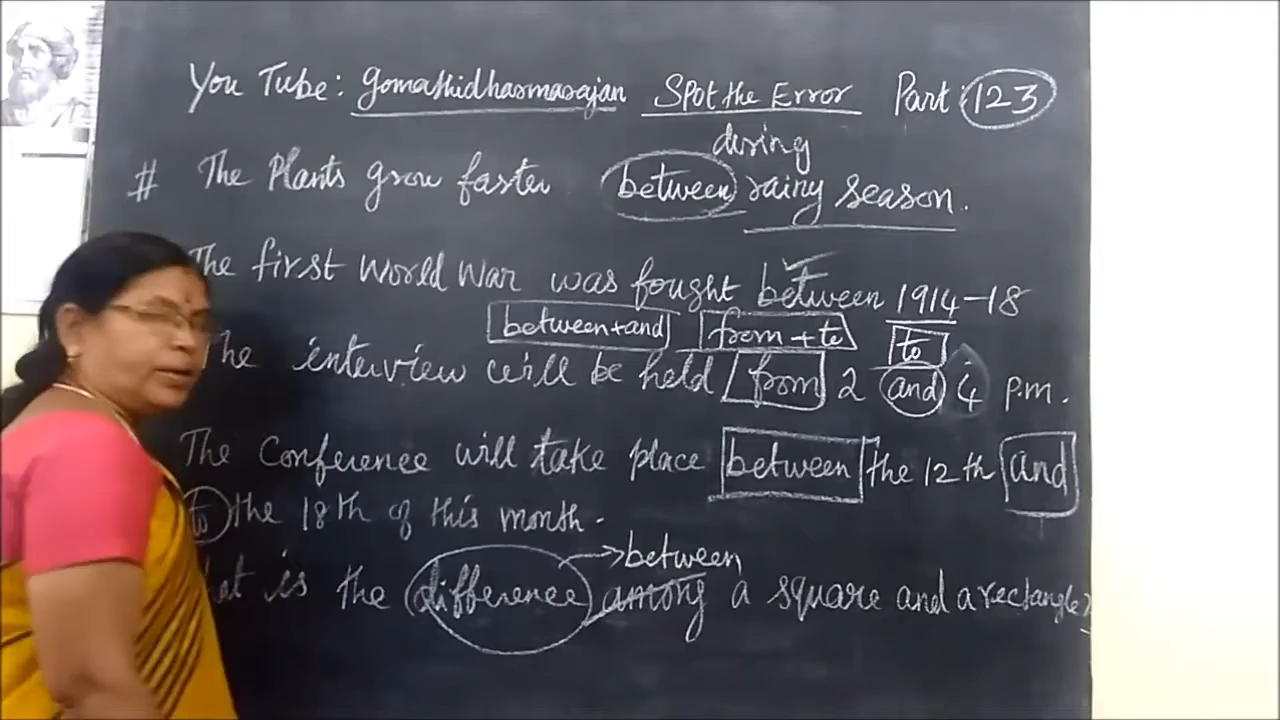 You Tube: gomathidharmarajan Spot the Error Part: 123
during
# The Plants grow faster between rainy season.
The first World War was fought between 1914-18
between+and from + to to
The interview will be held from 2 and 4 p.m.
The Conference will take place between the 12th and
to the 18th of this month.
between
is the difference among a square and a rectangle?